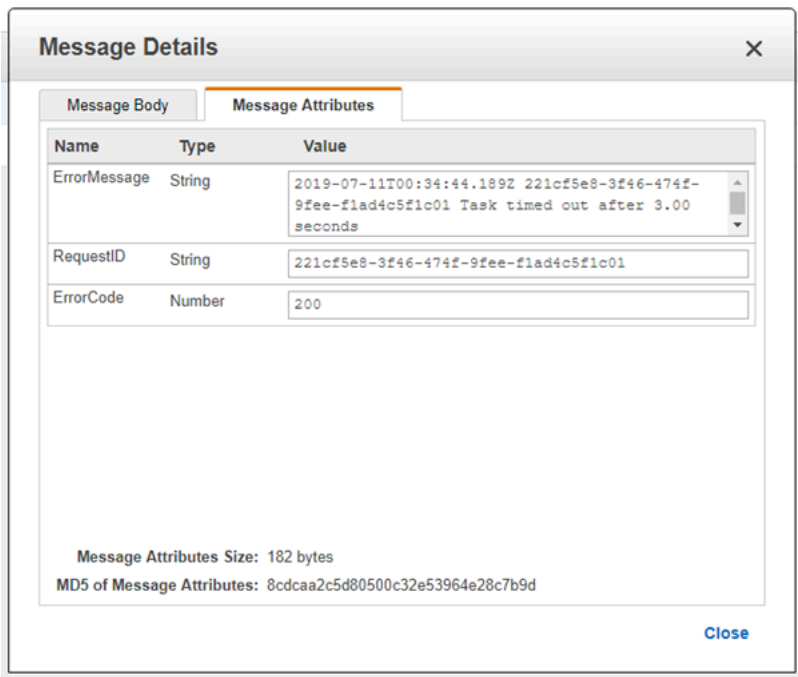 Message Details
Message Body
Message Attributes
Name Type Value
ErrorMessage String 2019-07-11T00:34:44.189Z 221cf5e8-3f46-474f-
9fee-f1ad4c5f1c01 Task timed out after 3.00
seconds
RequestID String 221cf5e8-3f46-474f-9fee-f1ad4c5f1c01
ErrorCode Number 200
Message Attributes Size: 182 bytes
MD5 of Message Attributes: 8cdcaa2c5d80500c32e53964e28c7b9d
Close